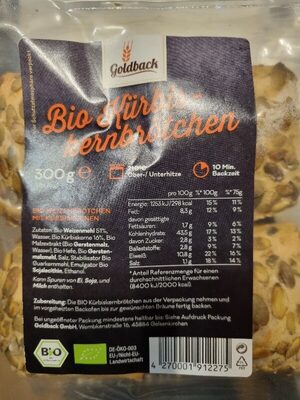 Goldback
Bio Kürbis-
kernbrötchen
300g e
Ober-/ Unterhitze
10 Min.
Backzeit
pro 100g %*100g %*75g
Energie: 1253 kJ/298 kcal 15% 11%
Fett: 8,3g 12% 9%
davon gesättigte
Fettsäuren: 1,7g 9% 6%
Kohlenhydrate: 43,5g 17% 13%
davon Zucker: 2,8g 3% 2%
Ballaststoffe: 2,8g 9% 7%
Eiweiß: 10,8g 22% 16%
Salz: 1,1g 18% 14%
*Anteil Referenzmenge für einen
durchschnittlichen Erwachsenen
(8400 kJ/2000 kcal)
Zutaten: Bio Weizenmehl 51%,
Wasser, Bio Kürbiskerne 16%, Bio
Malzextrakt (Bio Gerstenmalz,
Wasser), Bio Hefe, Bio Gersten-
malzmehl, Salz, Stabilisator Bio
Guarkernmehl, Emulgator Bio
Sojalecithin, Ethanol.
Kann Spuren von Ei, Soja, und
Milch enthalten.
Zubereitung: Die BIO Kürbiskernbrötchen aus der Verpackung nehmen und
im vorgeheizten Backofen bis zur gewünschten Bräune fertig backen.
Bei ungeöffneter Packung mindestens haltbar bis: Siehe Aufdruck Packung
Goldback GmbH, 45884 Gelsenkirchen
BIO
DE-ÖKO-003
EU-/Nicht-EU-
Landwirtschaft
4 270001 912275